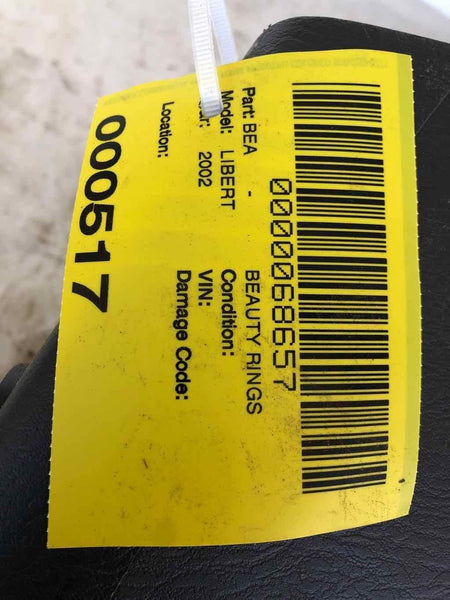 0000068657
Part: BEA - BEAUTY RINGS
Model: LIBERT Condition:
2002 VIN:
Location: Damage Code:
000517